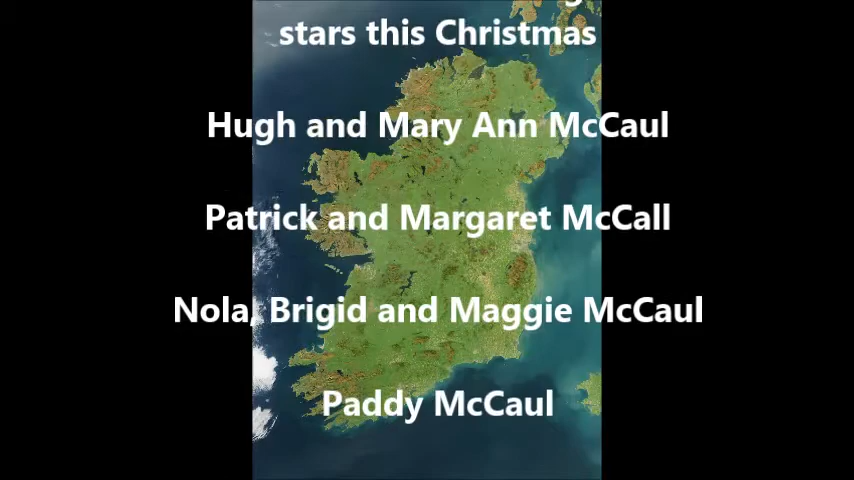 stars this Christmas
Hugh and Mary Ann McCaul
Patrick and Margaret McCall
Nola, Brigid and Maggie McCaul
Paddy McCaul